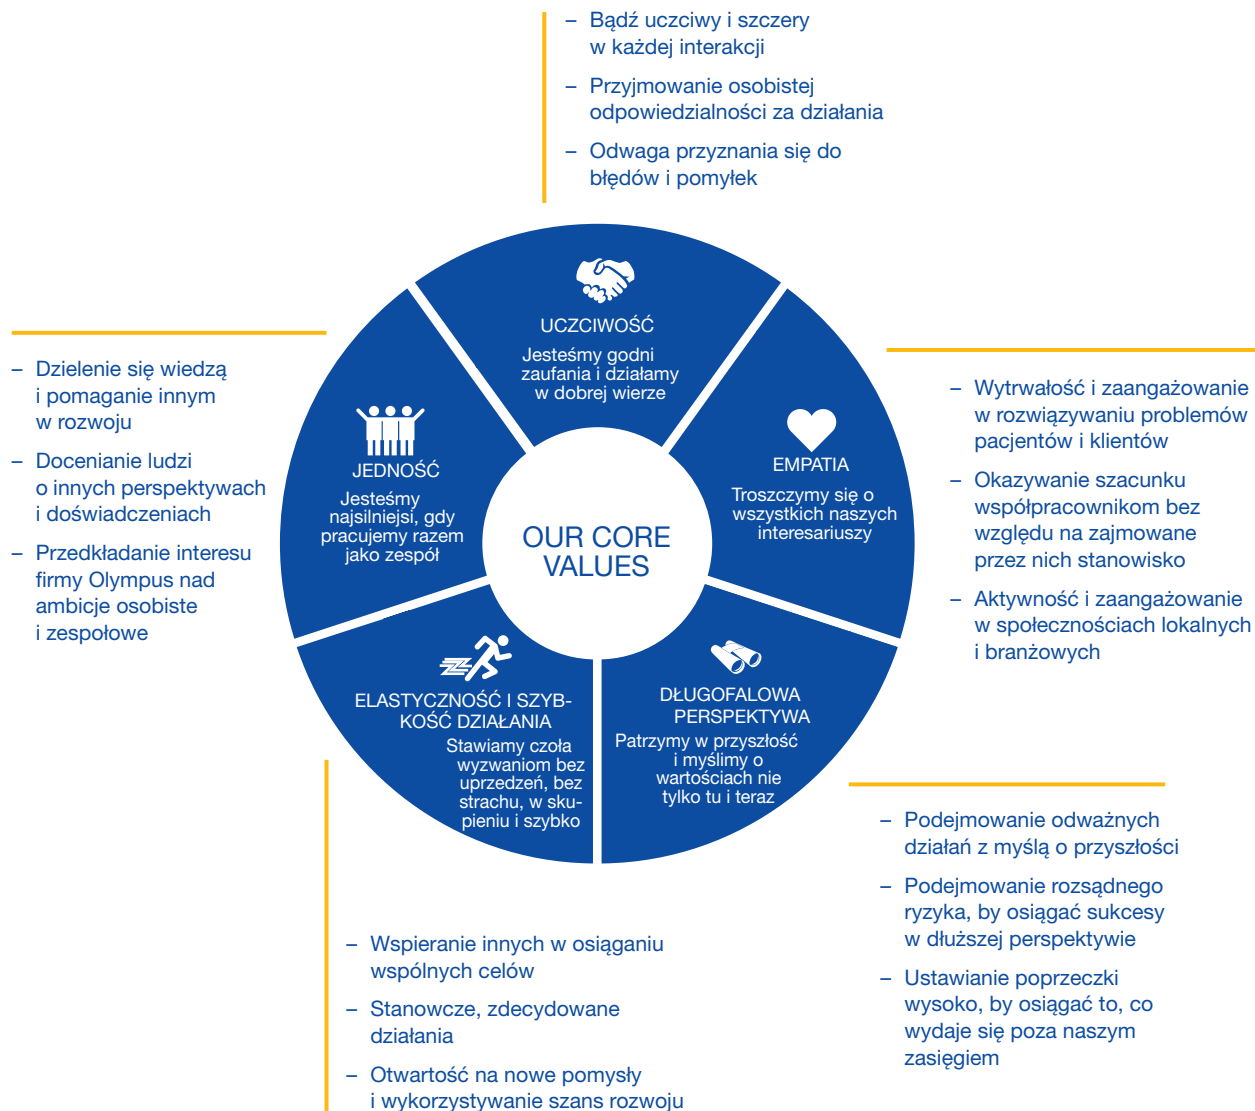 – Bądź uczciwy i szczery
w każdej interakcji
– Przyjmowanie osobistej
odpowiedzialności za działania
– Odwaga przyznania się do
błędów i pomyłek
UCZCIWOŚĆ
Jesteśmy godni
zaufania i działamy
w dobrej wierze
– Dzielenie się wiedzą
i pomaganie innym
w rozwoju
– Docenianie ludzi
o innych perspektywach
i doświadczeniach
– Przedkładanie interesu
firmy Olympus nad
ambicje osobiste
i zespołowe
JEDNOŚĆ
Jesteśmy
najsilniejsi, gdy
pracujemy razem
jako zespół
OUR CORE
VALUES
EMPATIA
Troszczymy się o
wszystkich naszych
interesariuszy
– Wytrwałość i zaangażowanie
w rozwiązywaniu problemów
pacjentów i klientów
– Okazywanie szacunku
współpracownikom bez
względu na zajmowane
przez nich stanowisko
– Aktywność i zaangażowanie
w społecznościach lokalnych
i branżowych
ELASTYCZNOŚĆ I SZYB-
KOŚĆ DZIAŁANIA
Stawiamy czoła
wyzwaniom bez
uprzedzeń, bez
strachu, w sku-
pieniu i szybko
DŁUGOFALOWA
PERSPEKTYWA
Patrzymy w przyszłość
i myślimy o
wartościach nie
tylko tu i teraz
– Podejmowanie odważnych
działań z myślą o przyszłości
– Podejmowanie rozsądnego
ryzyka, by osiągać sukcesy
w dłuższej perspektywie
– Ustawianie poprzeczki
wysoko, by osiągać to, co
wydaje się poza naszym
zasięgiem
– Wspieranie innych w osiąganiu
wspólnych celów
– Stanowcze, zdecydowane
działania
– Otwartość na nowe pomysły
i wykorzystywanie szans rozwoju